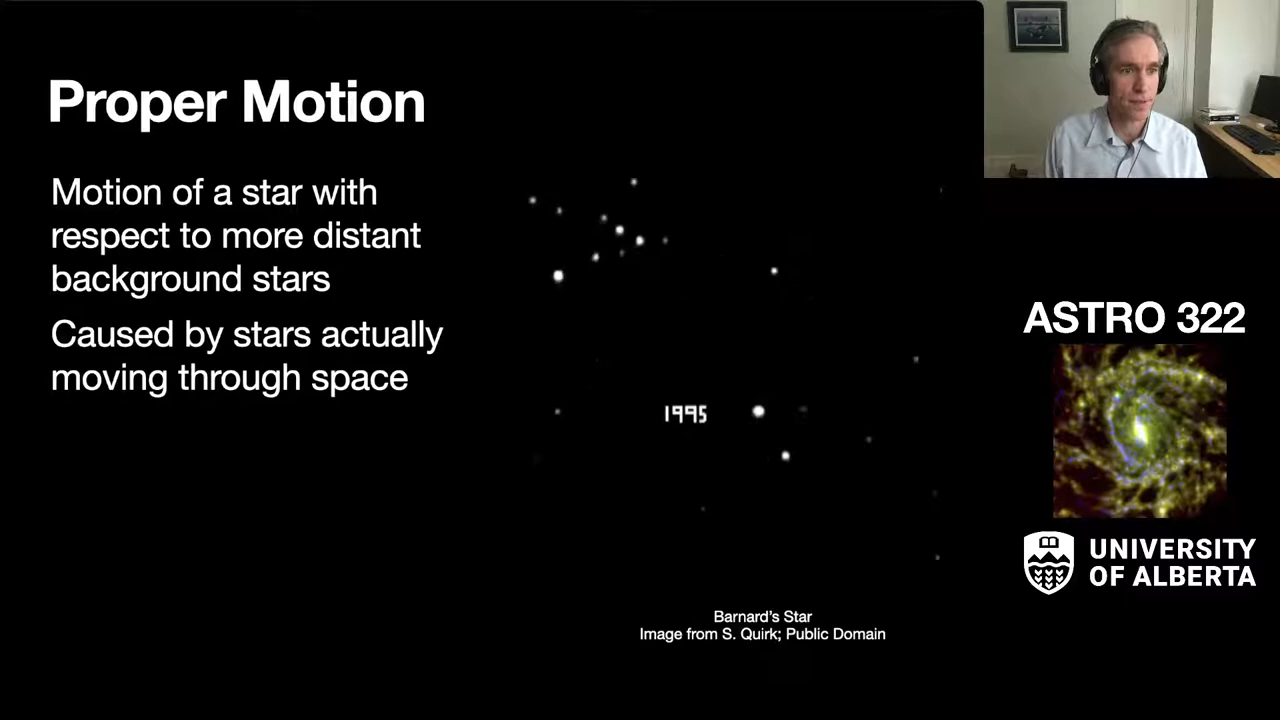 Proper Motion
Motion of a star with
respect to more distant
background stars
Caused by stars actually
moving through space
1995
Barnard's Star
Image from S. Quirk; Public Domain
ASTRO 322
UNIVERSITY
OF ALBERTA